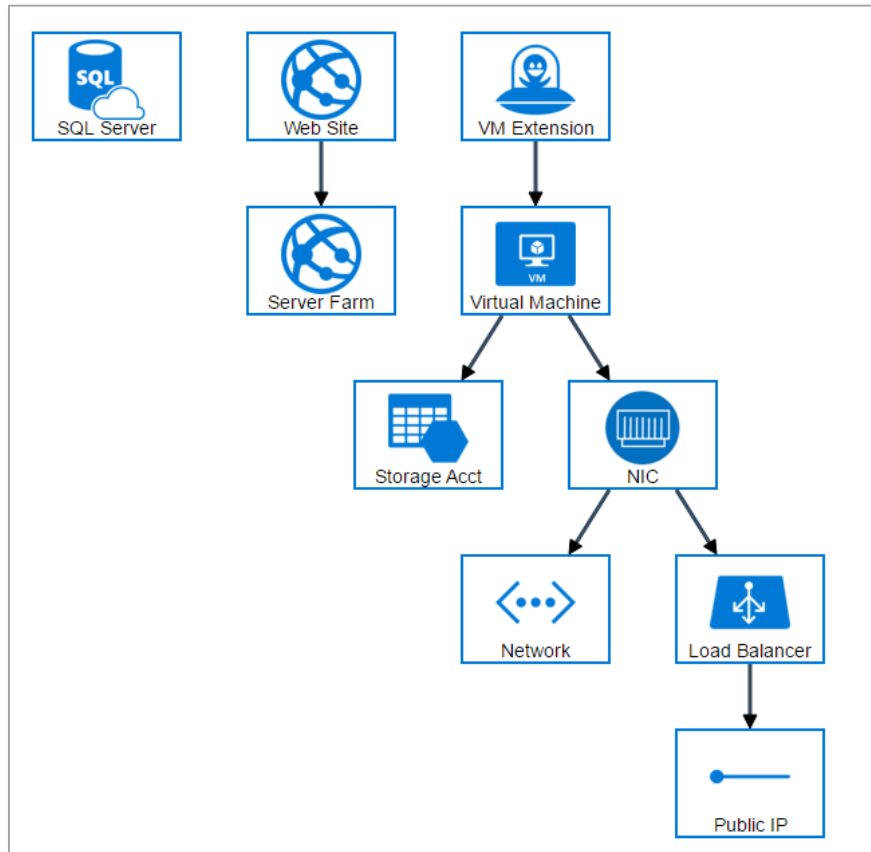 SQL
SQL Server
Web Site
VM Extension
Server Farm
VM
Virtual Machine
Storage Acct
NIC
Network
Load Balancer
Public IP